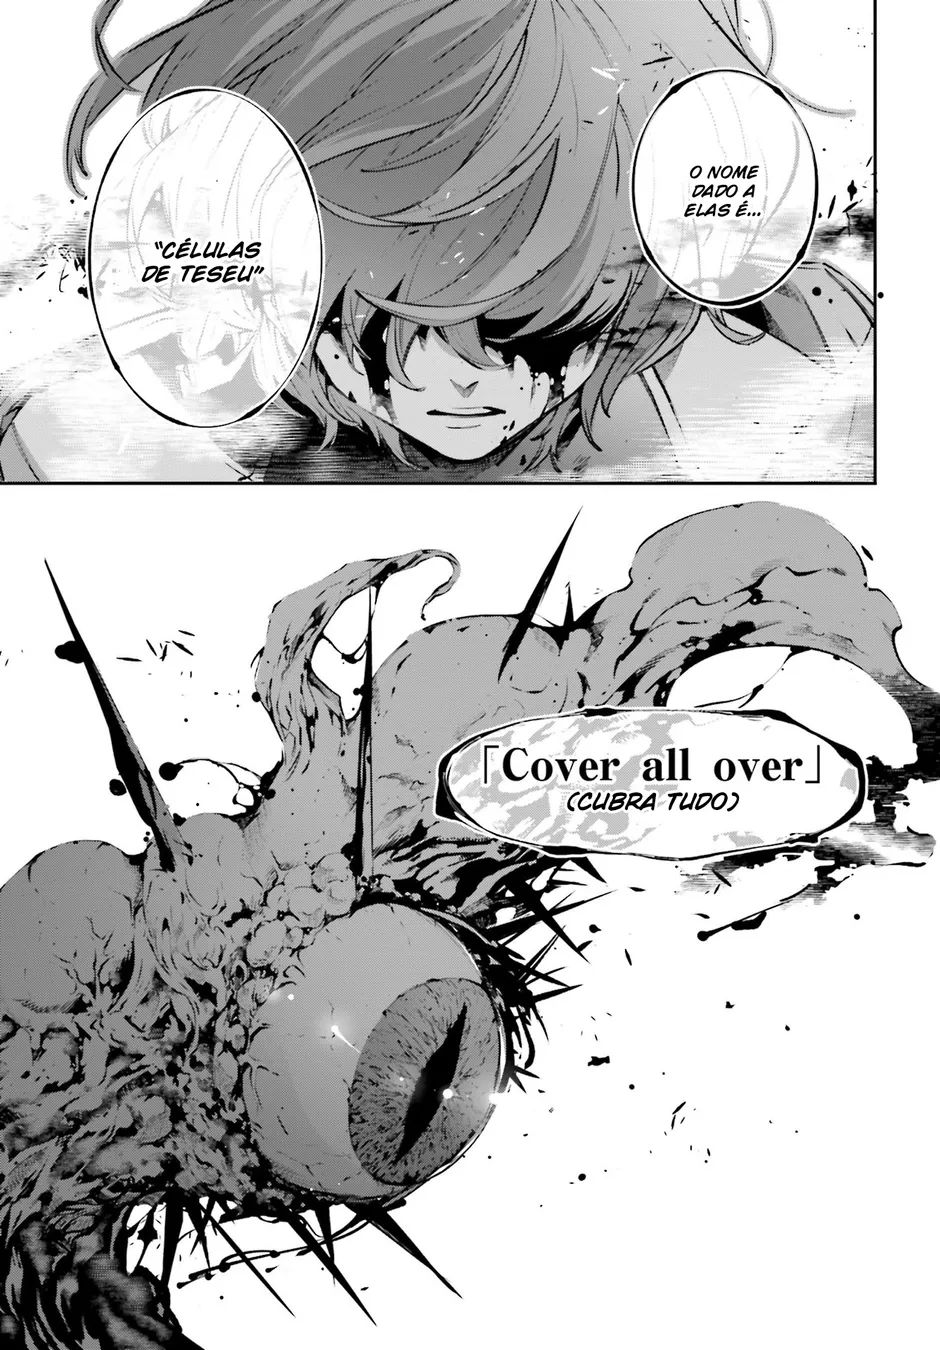 O NOME
DADO A
ELAS É...
"CÉLULAS
DE TESEU"
「Cover all over」
(CUBRA TUDO)